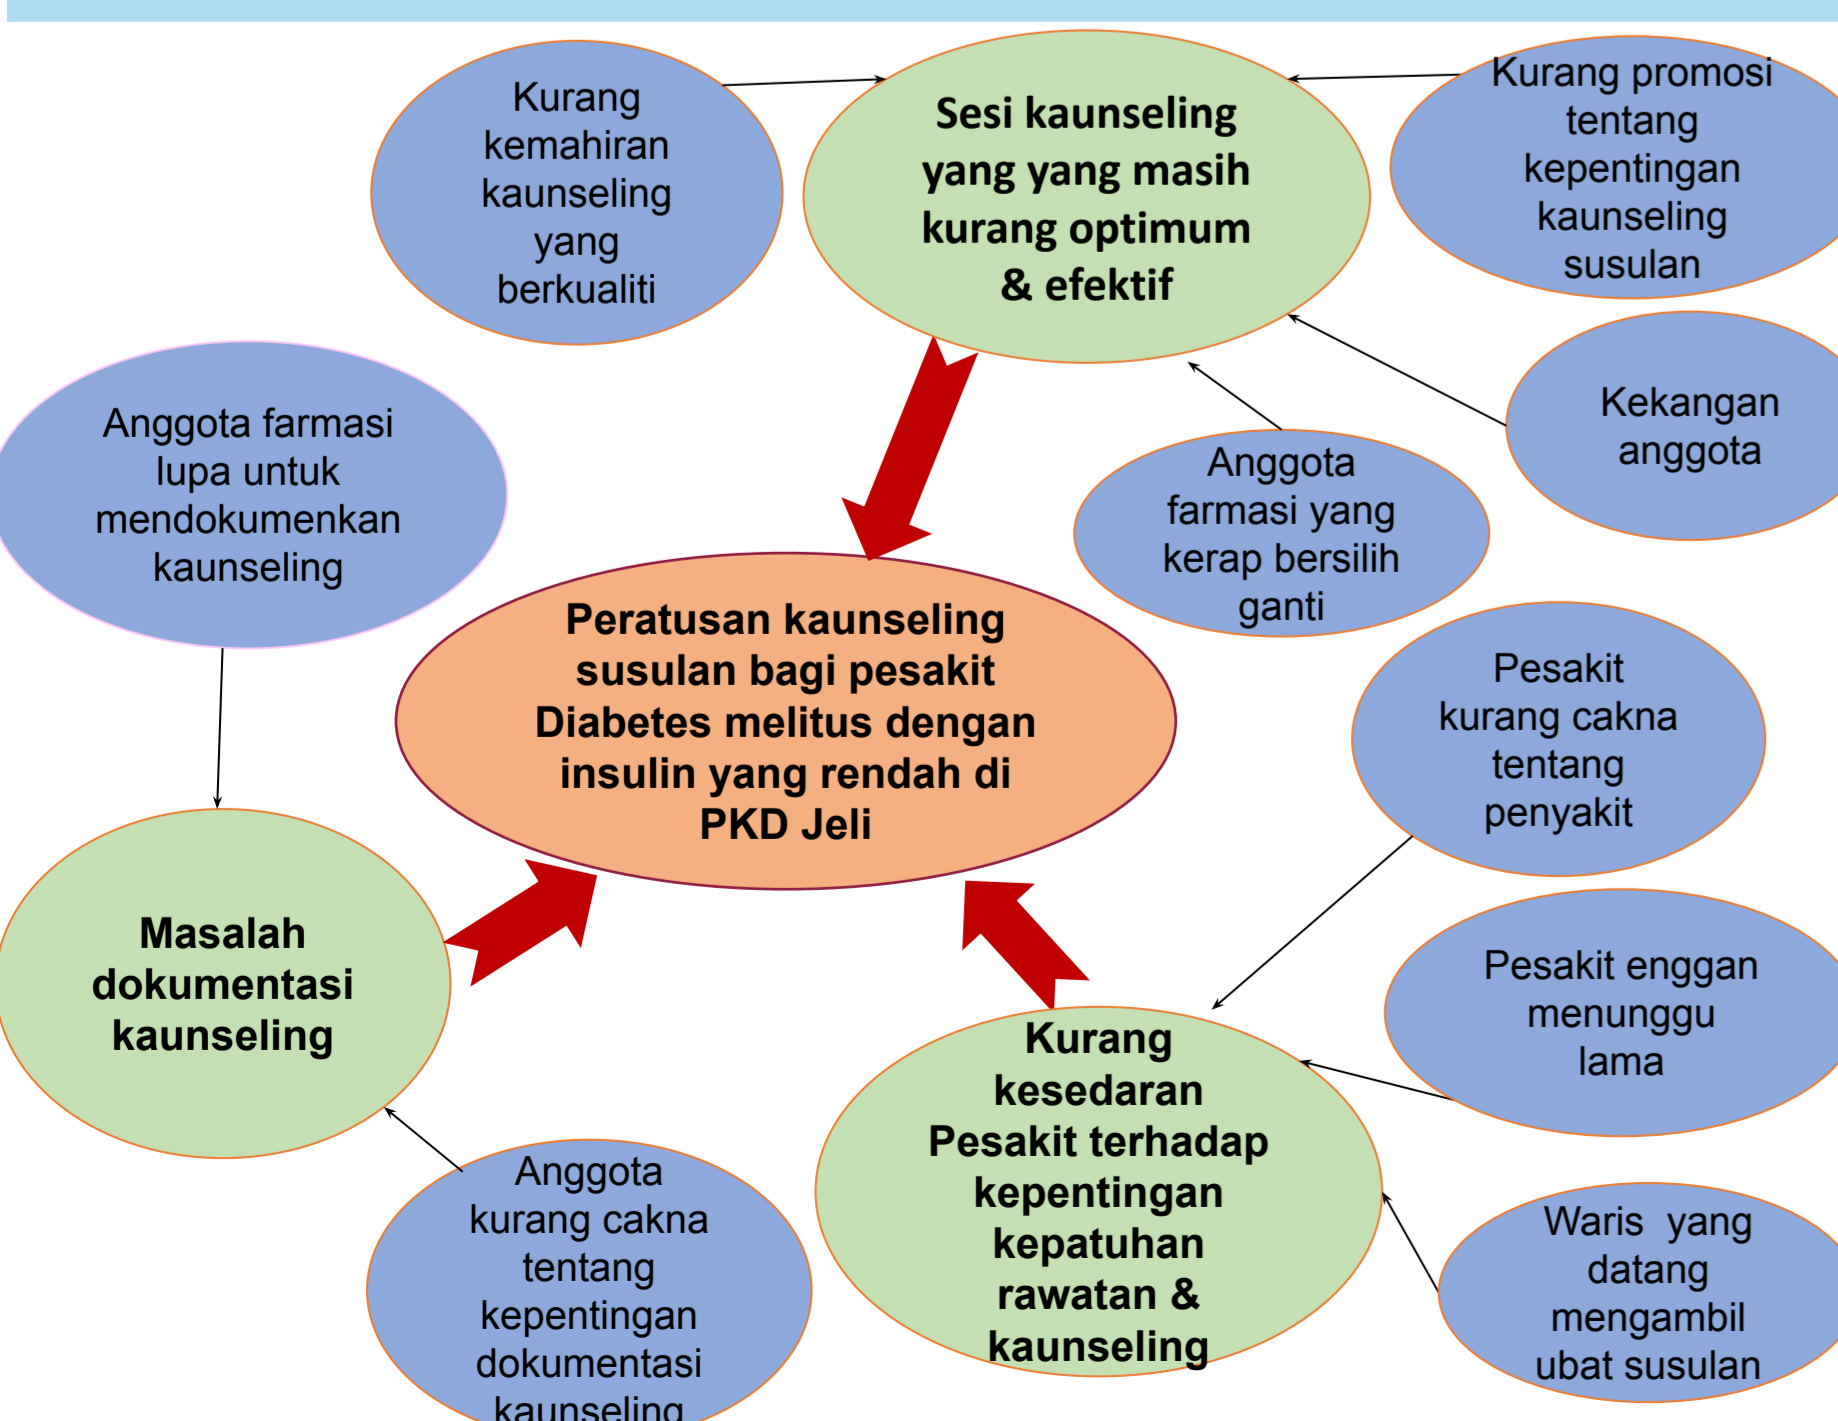 Kurang
kemahiran
kaunseling
yang
berkualiti
Sesi kaunseling
yang yang masih
kurang optimum
& efektif
Kurang promosi
tentang
kepentingan
kaunseling
susulan
Kekangan
anggota
Anggota
farmasi yang
kerap bersilih
ganti
Anggota farmasi
lupa untuk
mendokumenkan
kaunseling
Peratusan kaunseling
susulan bagi pesakit
Diabetes melitus dengan
insulin yang rendah di
PKD Jeli
Pesakit
kurang cakna
tentang
penyakit
Masalah
dokumentasi
kaunseling
Pesakit enggan
menunggu
lama
Kurang
kesedaran
Pesakit terhadap
kepentingan
kepatuhan
rawatan &
kaunseling
Anggota
kurang cakna
tentang
kepentingan
dokumentasi
kaunseling
Waris  yang
datang
mengambil
ubat susulan